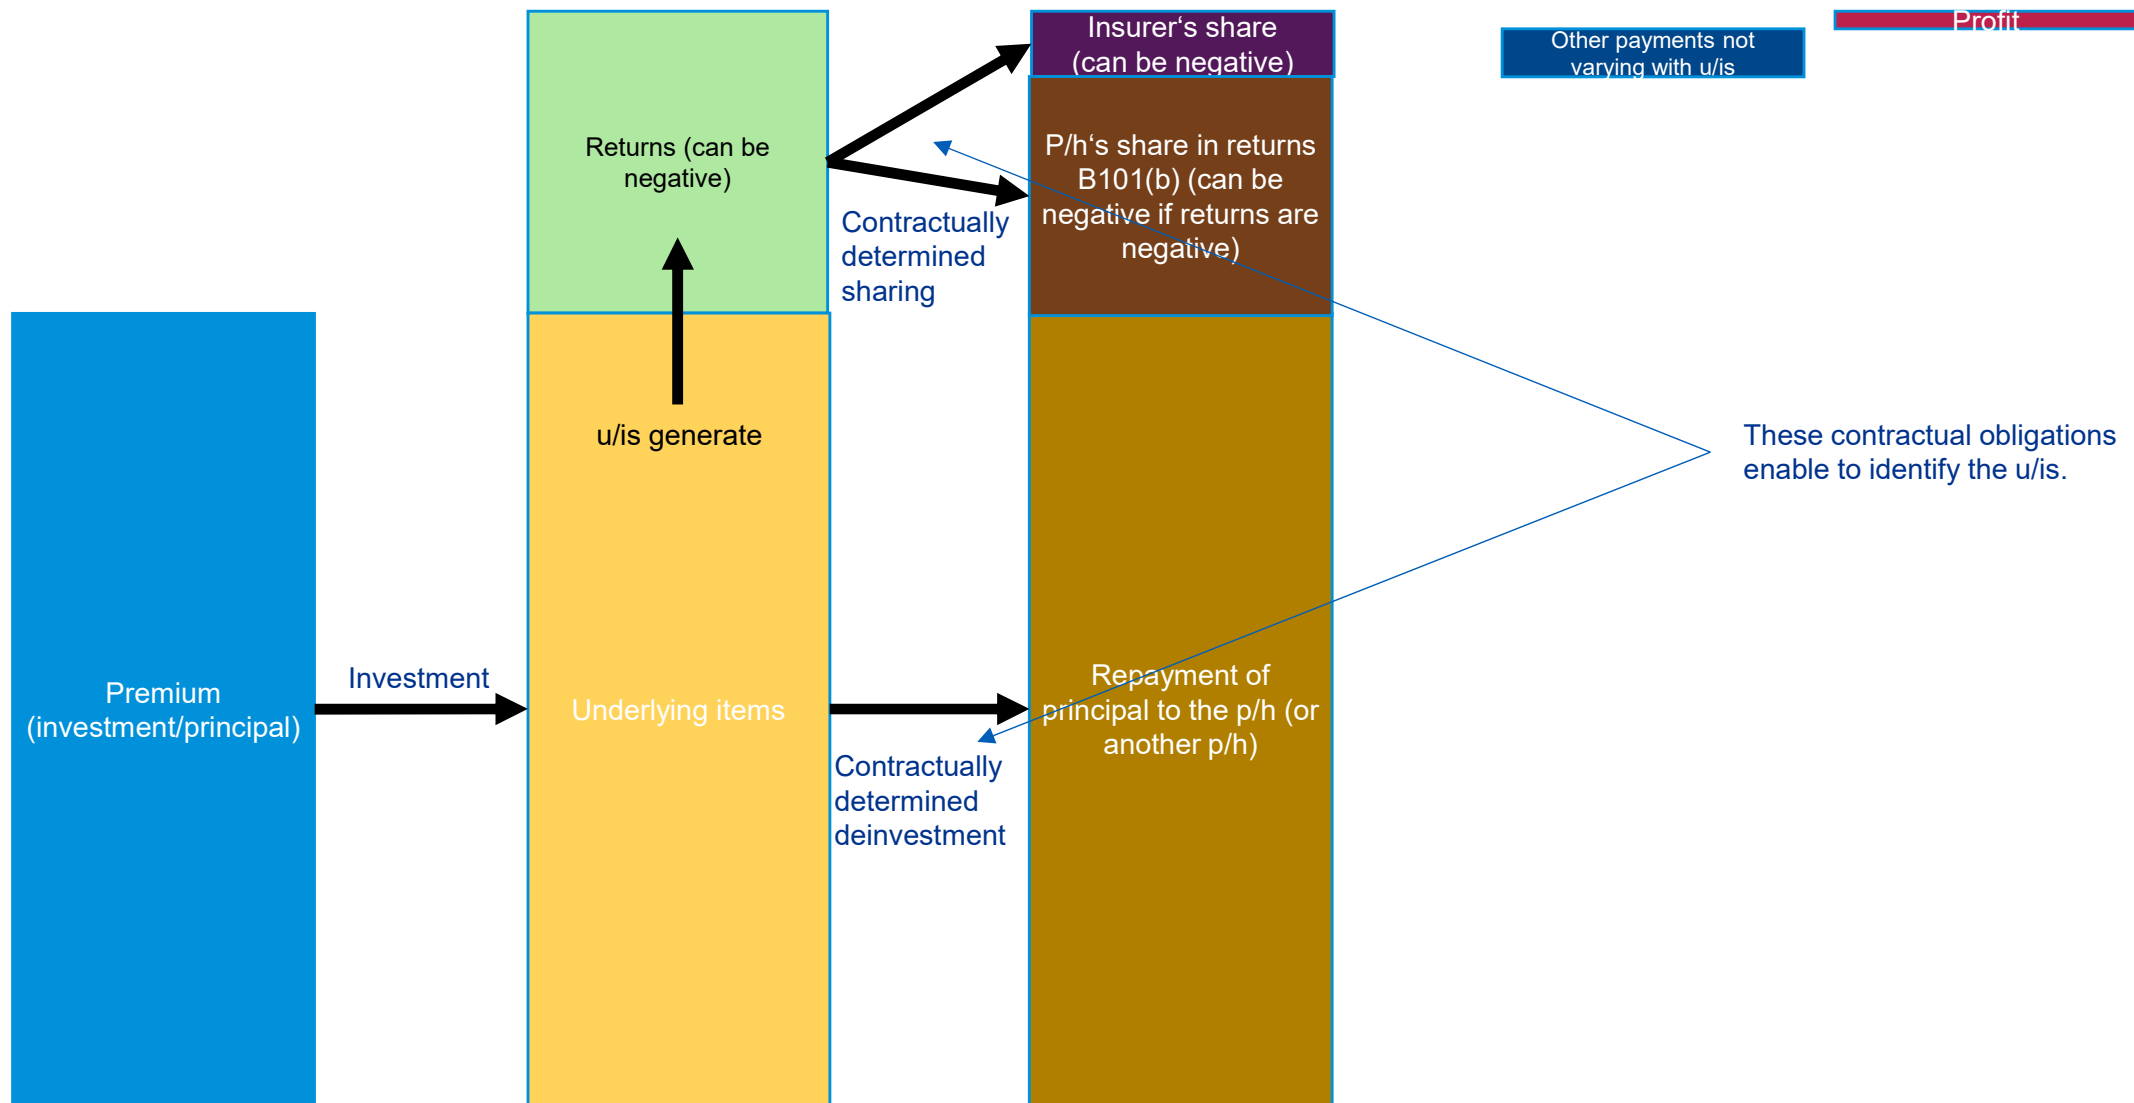 Insurer‘s share
(can be negative)
Other payments not
varying with u/is
Profit
Returns (can be
negative)
P/h‘s share in returns
B101(b) (can be
negative if returns are
negative)
Contractually
determined
sharing
u/is generate
These contractual obligations
enable to identify the u/is.
Premium
(investment/principal)
Investment
Underlying items
Repayment of
principal to the p/h (or
another p/h)
Contractually
determined
deinvestment